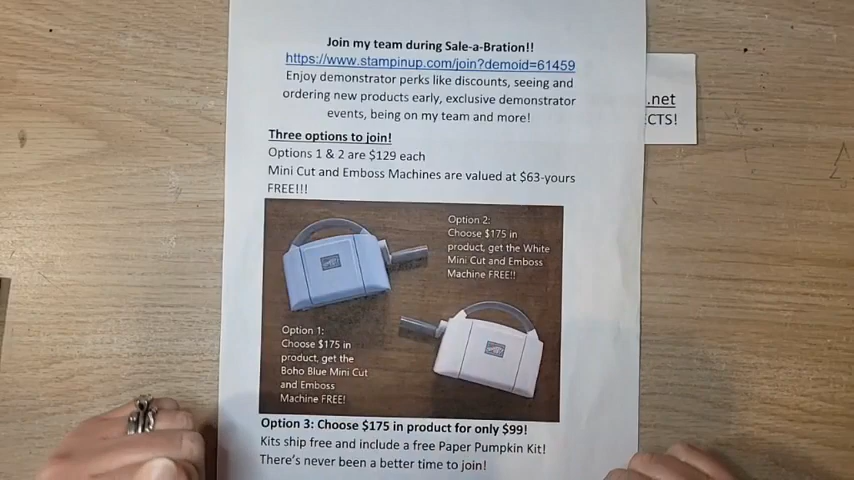 Join my team during Sale-a-Bration!!
https://www.stampinup.com/join?demoid=61459
Enjoy demonstrator perks like discounts, seeing and
ordering new products early, exclusive demonstrator
events, being on my team and more!
Three options to join!
Options 1 & 2 are $129 each
Mini Cut and Emboss Machines are valued at $63-yours
FREE!!!
Option 2:
Choose $175 in
product, get the White
Mini Cut and Emboss
Machine FREE!!
Option 1:
Choose $175 in
product, get the
Boho Blue Mini Cut
and Emboss
Machine FREE!
Option 3: Choose $175 in product for only $99!
Kits ship free and include a free Paper Pumpkin Kit!
There's never been a better time to join!
.net
CTS!